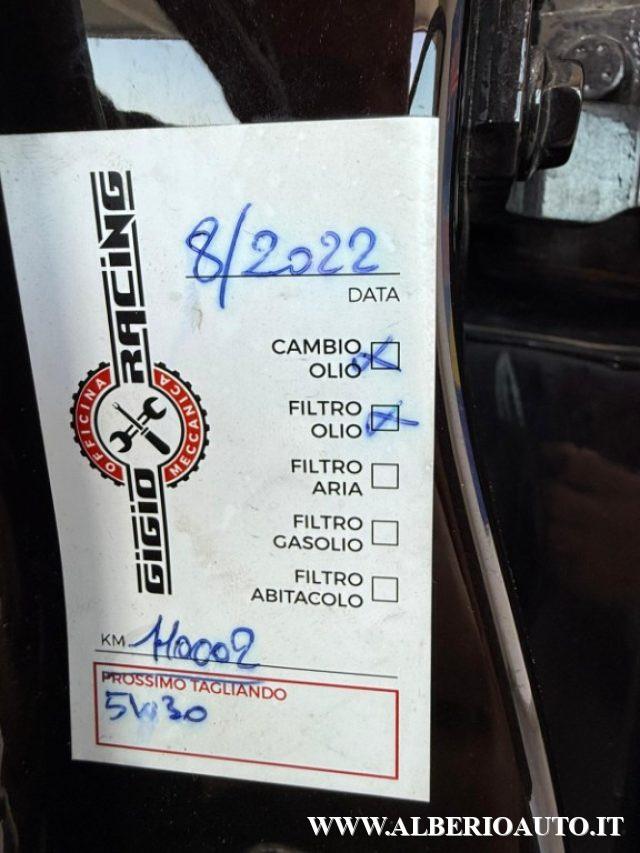 8/2022
DATA
GIGIO RACING
OFFICINA MECCANICA
CAMBIO
OLIO
FILTRO
OLIO
FILTRO
ARIA
FILTRO
GASOLIO
FILTRO
ABITACOLO
KM
PROSSIMO TAGLIANDO
5W30
WWW.ALBERIOAUTO.IT